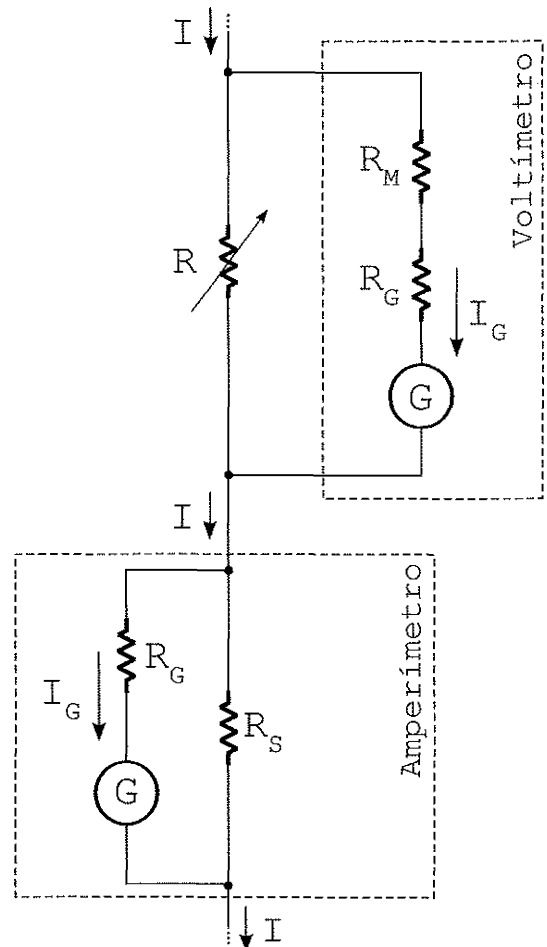 I
R_M
R
R_G
I_G
G
Voltímetro
I
R_G
I_G
R_S
G
Amperímetro
I